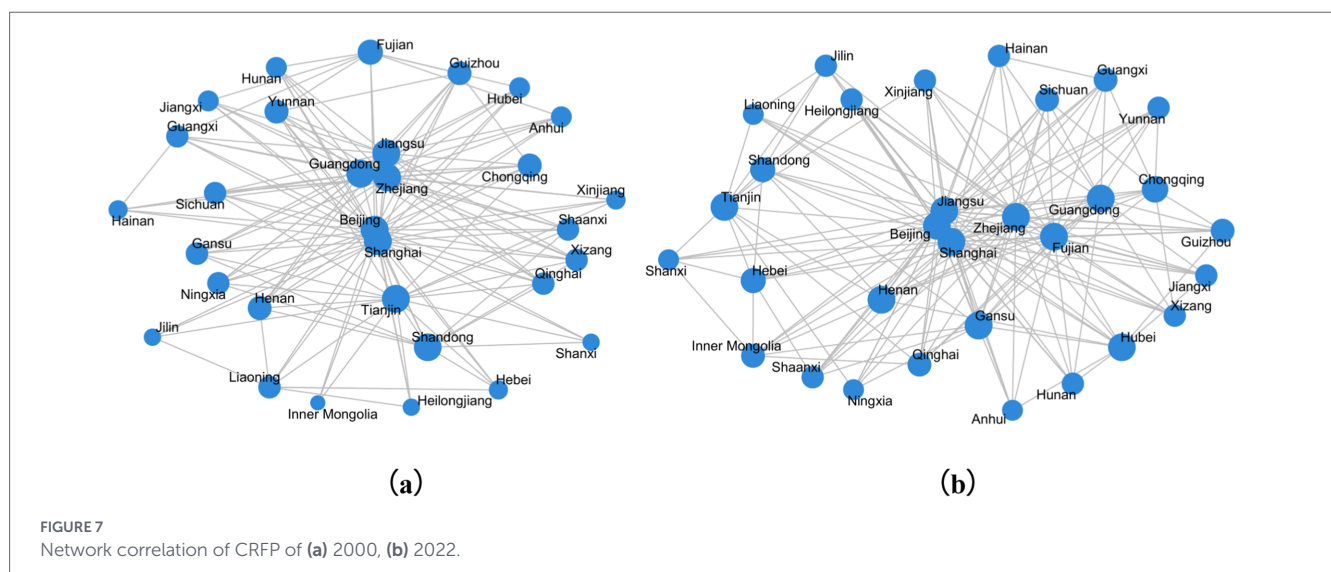 Fujian
Hunan
Guizhou
Jiangxi
Yunnan
Hubei
Guangxi
Anhui
Jiangsu
Guangdong
Zhejiang
Chongqing
Xinjiang
Sichuan
Hainan
Beijing
Shaanxi
Gansu
Shanghai
Xizang
Ningxia
Qinghai
Henan
Tianjin
Jilin
Shandong
Shanxi
Liaoning
Hebei
Inner Mongolia
Heilongjiang
(a)
Hainan
Jilin
Guangxi
Xinjiang
Sichuan
Liaoning
Heilongjiang
Yunnan
Shandong
Chongqing
Tianjin
Jiangsu
Guangdong
Beijing
Zhejiang
Shanghai
Fujian
Guizhou
Shanxi
Hebei
Jiangxi
Henan
Xizang
Gansu
Hubei
Inner Mongolia
Qinghai
Shaanxi
Ningxia
Hunan
Anhui
(b)
FIGURE 7
Network correlation of CRFP of (a) 2000, (b) 2022.